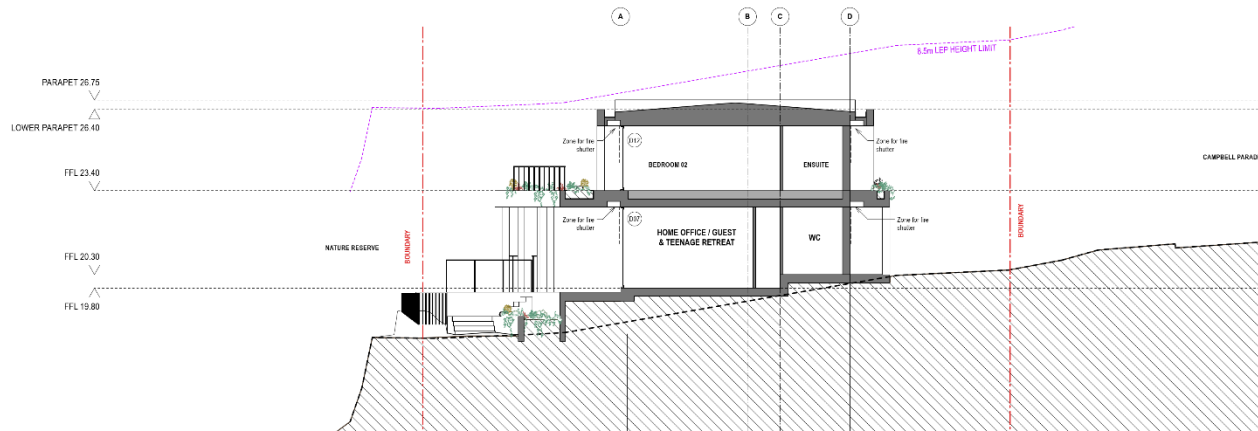 A
B
C
D
8.5m LEP HEIGHT LIMIT
PARAPET 26.75
LOWER PARAPET 26.40
Zone for fire
shutter
D12
Zone for fire
shutter
BEDROOM 02
ENSUITE
CAMPBELL PARAD
FFL 23.40
Zone for fire
shutter
D07
Zone for fire
shutter
HOME OFFICE / GUEST
& TEENAGE RETREAT
WC
NATURE RESERVE
BOUNDARY
BOUNDARY
FFL 20.30
FFL 19.80